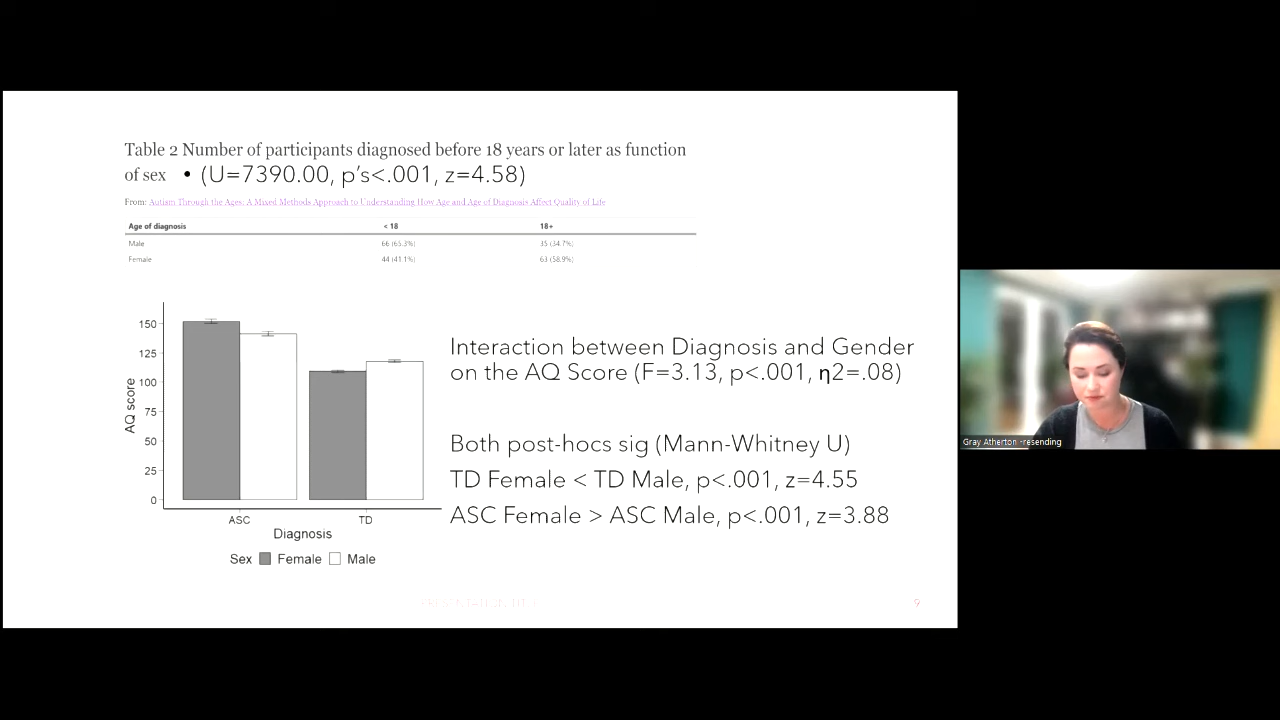 Table 2 Number of participants diagnosed before 18 years or later as function
of sex • (U=7390.00, p's<.001, z=4.58)
From: Autism Through the Ages: A Mixed Methods Approach to Understanding How Age and Age of Diagnosis Affect Quality of Life
Age of diagnosis < 18 18+
Male 66 (65.3%) 35 (34.7%)
Female 44 (41.1%) 63 (58.9%)
150
125
100
75
50
25
0
AQ score
ASC TD
Diagnosis
Sex Female Male
Interaction between Diagnosis and Gender
on the AQ Score (F=3.13, p<.001, η2=.08)
Both post-hocs sig (Mann-Whitney U)
TD Female < TD Male, p<.001, z=4.55
ASC Female > ASC Male, p<.001, z=3.88
PRESENTATION TITLE
9
Gray Atherton -resending